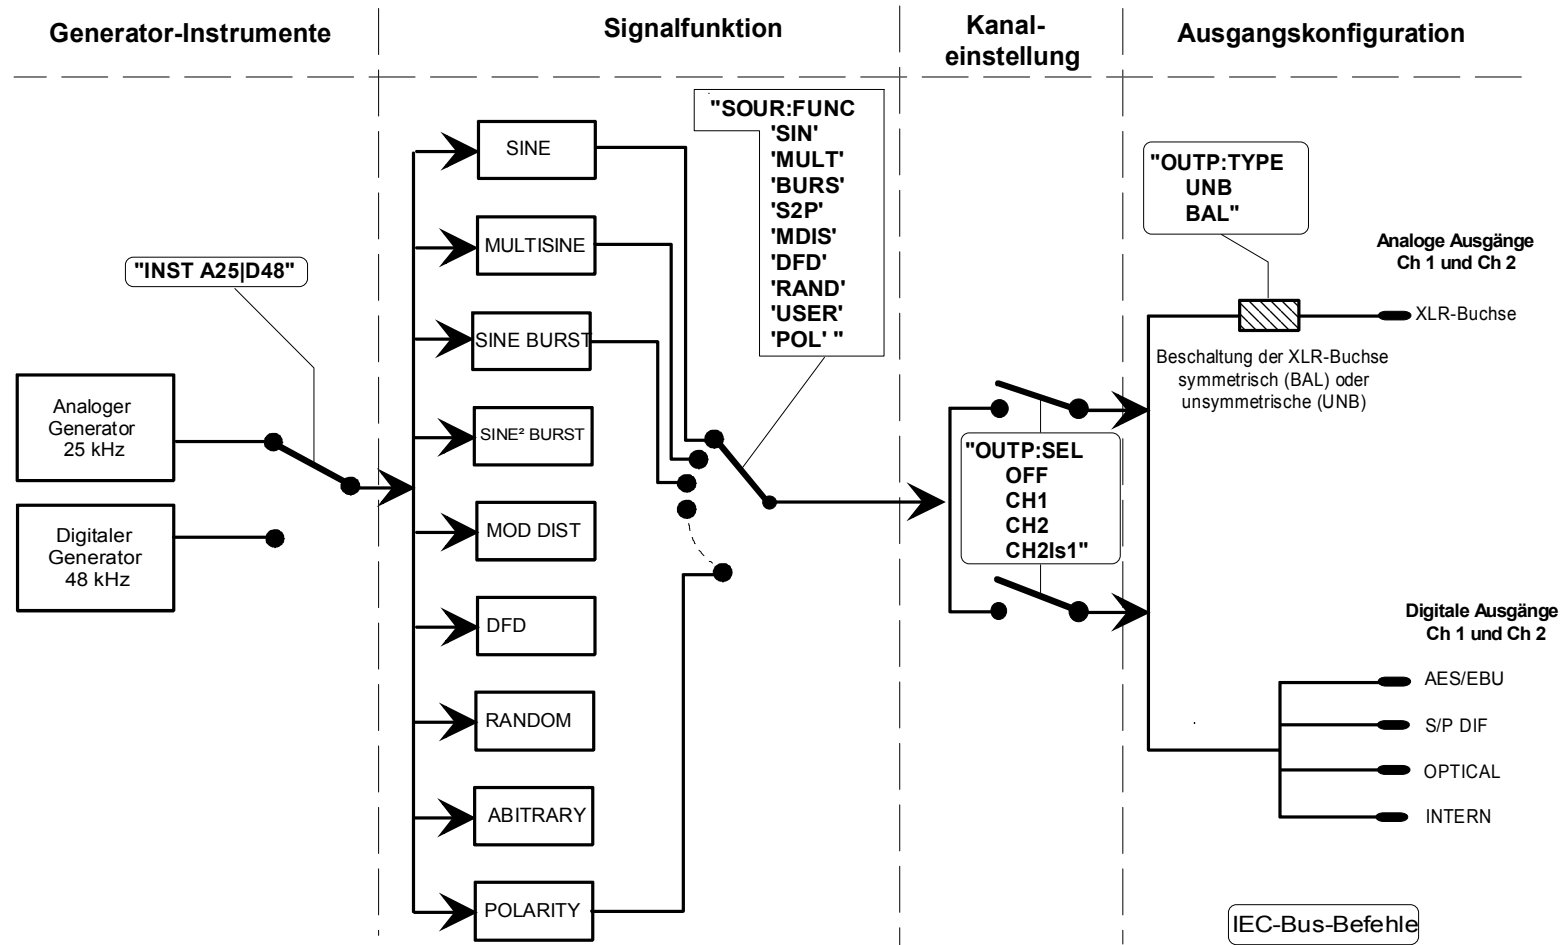 Generator-Instrumente
Signalfunktion
Kanal-
einstellung
Ausgangskonfiguration
"INST A25|D48"
Analoger
Generator
25 kHz
Digitaler
Generator
48 kHz
SINE
MULTISINE
SINE BURST
SINE² BURST
MOD DIST
DFD
RANDOM
ABITRARY
POLARITY
"SOUR:FUNC
'SIN'
'MULT'
'BURS'
'S2P'
'MDIS'
'DFD'
'RAND'
'USER'
'POL' "
"OUTP:SEL
OFF
CH1
CH2
CH2Is1"
"OUTP:TYPE
UNB
BAL"
Analoge Ausgänge
Ch 1 und Ch 2
XLR-Buchse
Beschaltung der XLR-Buchse
symmetrisch (BAL) oder
unsymmetrische (UNB)
Digitale Ausgänge
Ch 1 und Ch 2
AES/EBU
S/P DIF
OPTICAL
INTERN
IEC-Bus-Befehle